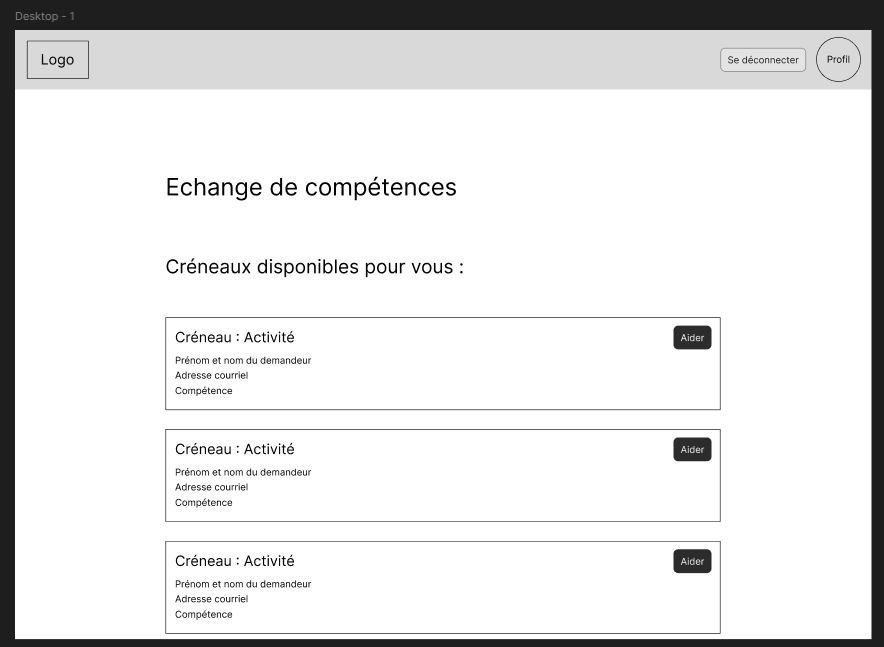 Desktop - 1
Logo
Se déconnecter
Profil
Echange de compétences
Créneaux disponibles pour vous :
Créneau : Activité
Aider
Prénom et nom du demandeur
Adresse courriel
Compétence
Créneau : Activité
Aider
Prénom et nom du demandeur
Adresse courriel
Compétence
Créneau : Activité
Aider
Prénom et nom du demandeur
Adresse courriel
Compétence